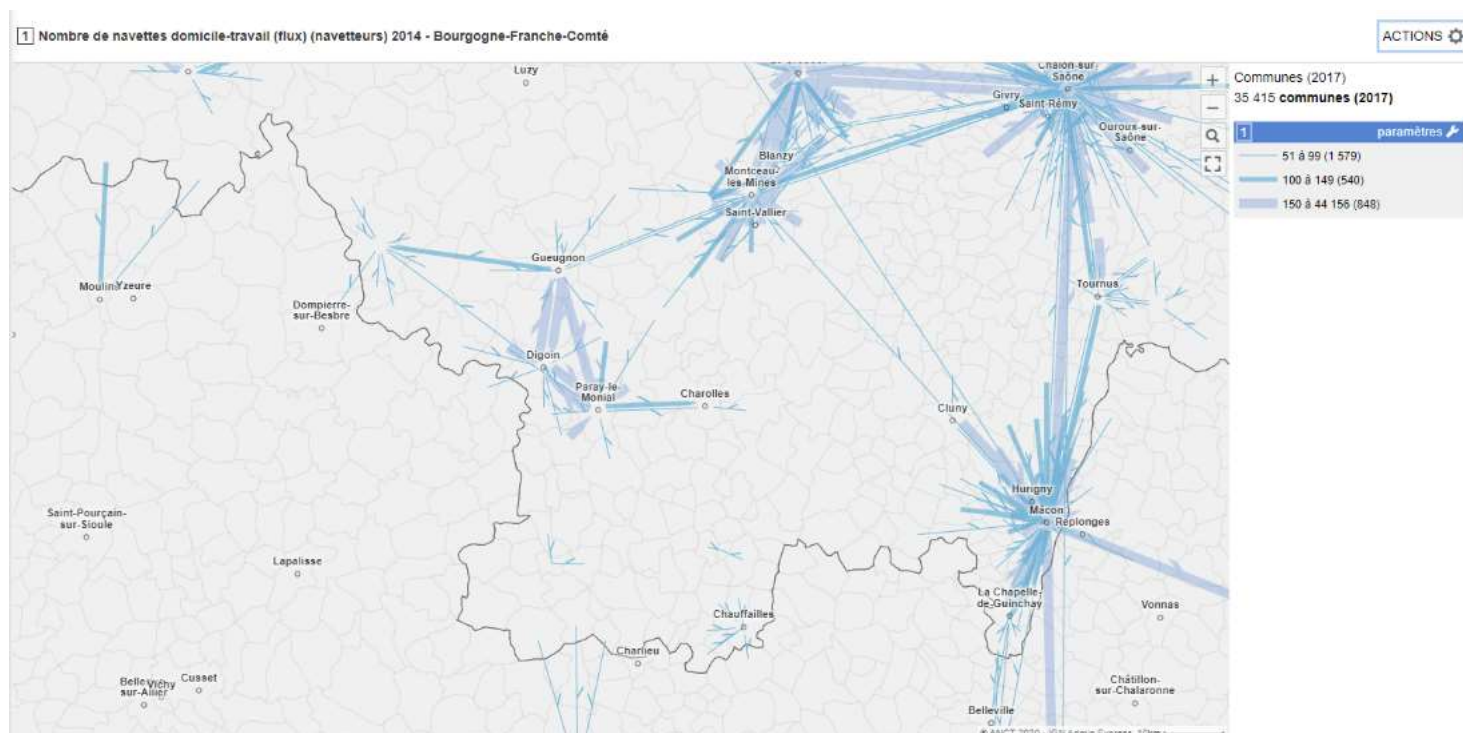 1 Nombre de navettes domicile-travail (flux) (navetteurs) 2014 - Bourgogne-Franche-Comté
ACTIONS
Communes (2017)
35 415 communes (2017)
1 paramètres
51 à 99 (1 579)
100 à 149 (540)
150 à 44 156 (848)
Luzy
Chalon-sur-
Saône
Givry
Saint-Rémy
Ouroux-sur-
Saône
Blanzy
Montceau-
les-Mines
Saint-Vallier
Gueugnon
Moulins
Yzeure
Dompierre-
sur-Besbre
Tournus
Digoin
Paray-le-
Monial
Charolles
Cluny
Hurigny
Mâcon
Replonges
Saint-Pourçain-
sur-Sioule
Lapalisse
La Chapelle-
de-Guinchay
Vonnas
Chauffailles
Charlieu
Vichy
Cusset
sur-Allier
Châtillon-
sur-Chalaronne
Belleville